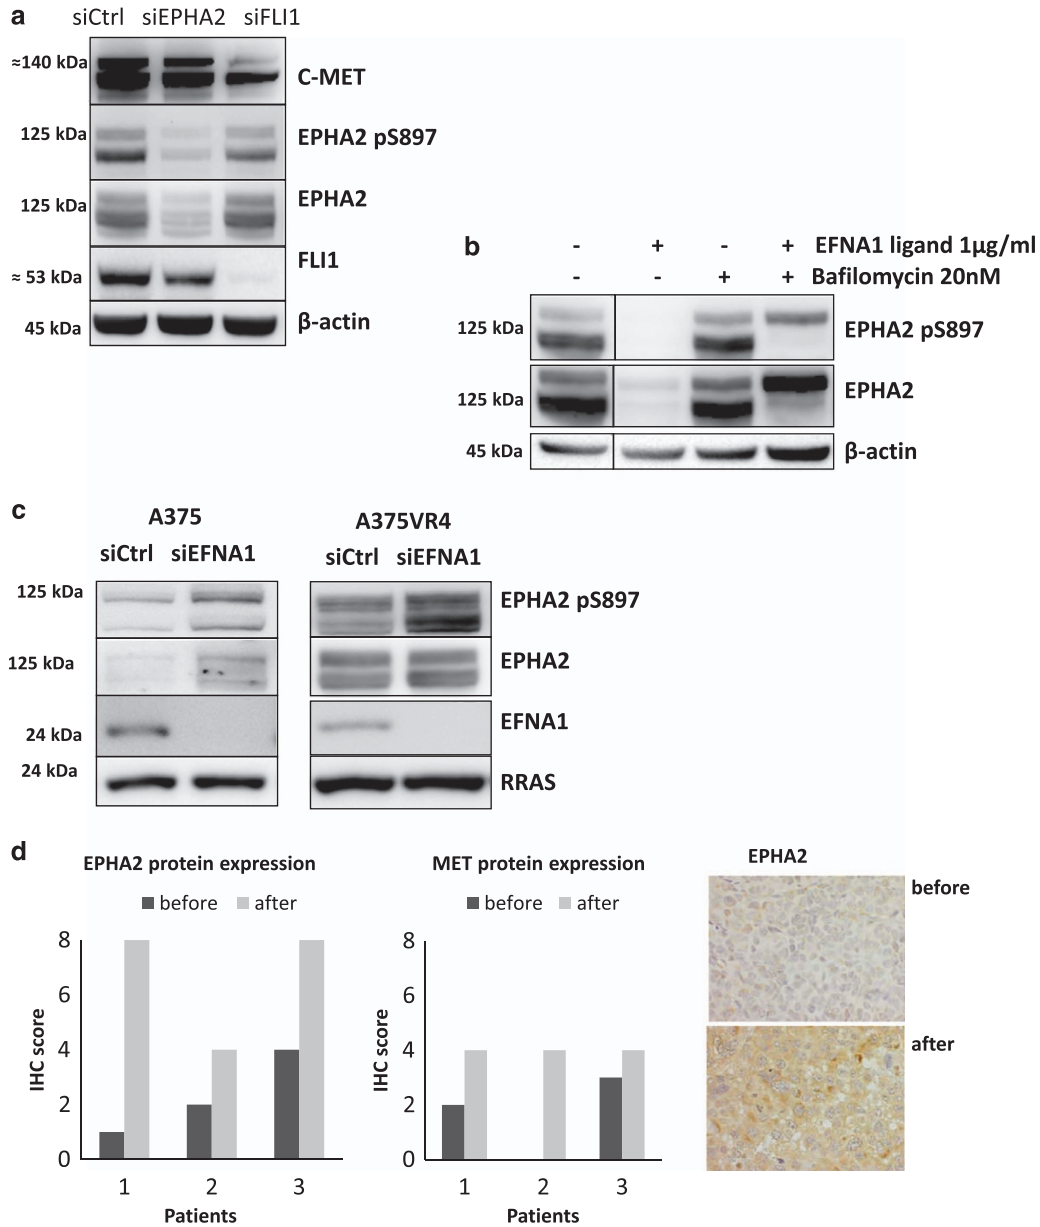 a
siCtrl siEPHA2 siFLI1
≈140 kDa
C-MET
125 kDa
EPHA2 pS897
125 kDa
EPHA2
≈ 53 kDa
FLI1
45 kDa
β-actin
b
- + - + EFNA1 ligand 1µg/ml
- - + + Bafilomycin 20nM
125 kDa
EPHA2 pS897
125 kDa
EPHA2
45 kDa
β-actin
c
A375
A375VR4
siCtrl siEFNA1
siCtrl siEFNA1
125 kDa
EPHA2 pS897
125 kDa
EPHA2
24 kDa
EFNA1
24 kDa
RRAS
d
EPHA2 protein expression
before after
IHC score
8
6
4
2
0
1 2 3
Patients
MET protein expression
before after
IHC score
8
6
4
2
0
1 2 3
Patients
EPHA2
before
after